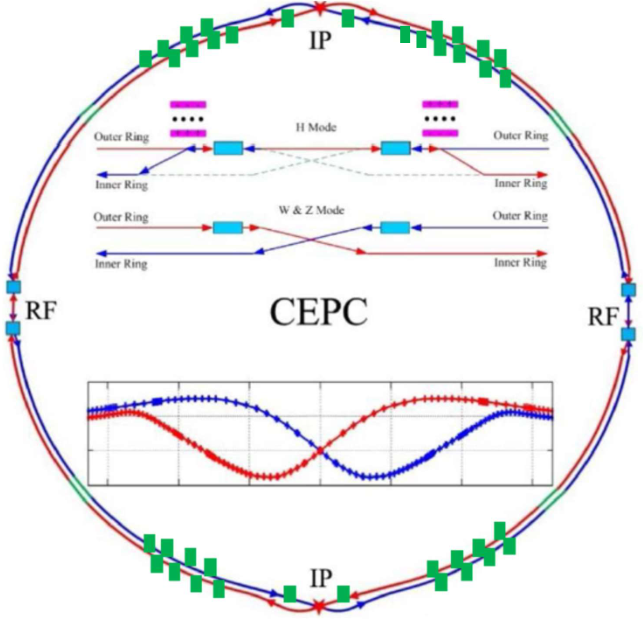 IP
H Mode
Outer Ring
Outer Ring
Inner Ring
Inner Ring
W & Z Mode
Outer Ring
Outer Ring
Inner Ring
Inner Ring
RF
CEPC
RF
IP